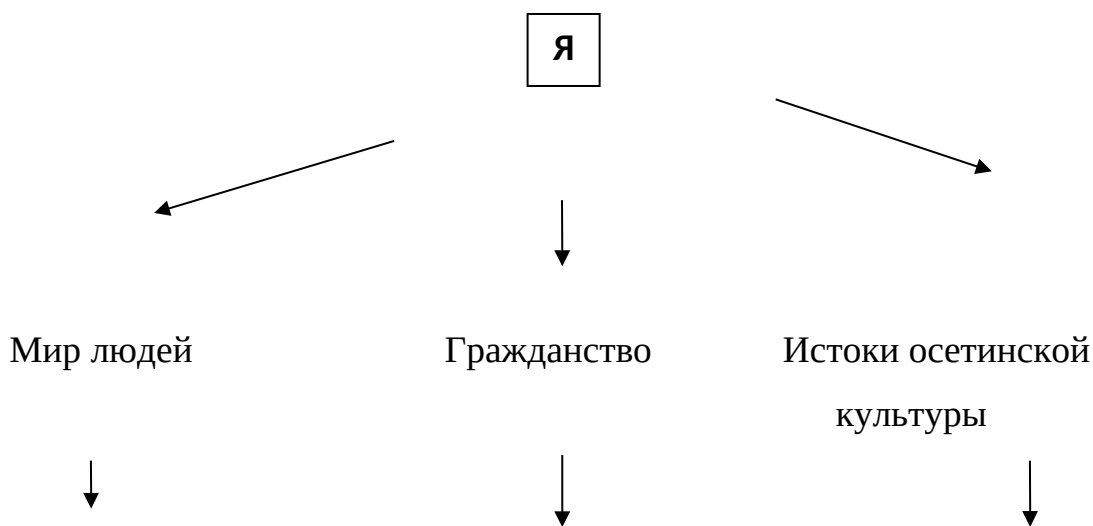 Я
Мир людей
Гражданство
Истоки осетинской
культуры